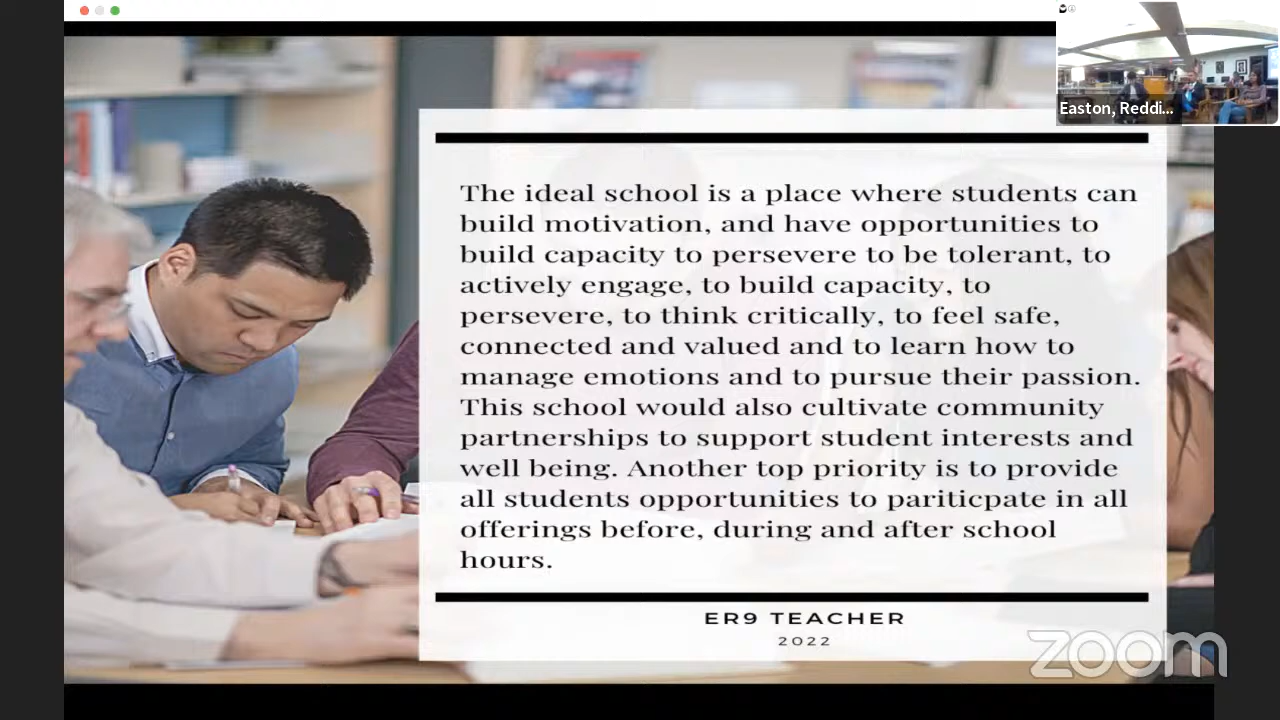 Easton, Reddi...
The ideal school is a place where students can
build motivation, and have opportunities to
build capacity to persevere to be tolerant, to
actively engage, to build capacity, to
persevere, to think critically, to feel safe,
connected and valued and to learn how to
manage emotions and to pursue their passion.
This school would also cultivate community
partnerships to support student interests and
well being. Another top priority is to provide
all students opportunities to pariticpate in all
offerings before, during and after school
hours.
ER9 TEACHER
2022
zoom